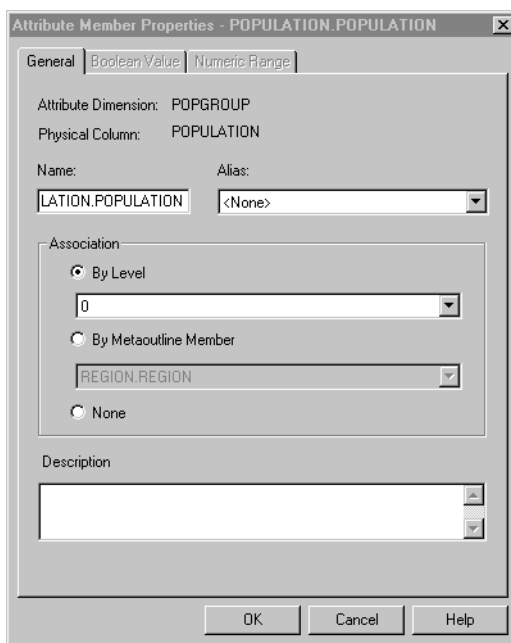 Attribute Member Properties - POPULATION.POPULATION
General Boolean Value Numeric Range
Attribute Dimension: POPGROUP
Physical Column: POPULATION
Name: Alias:
LATION.POPULATION <None>
Association
By Level
0
By Metaoutline Member
REGION.REGION
None
Description
OK Cancel Help